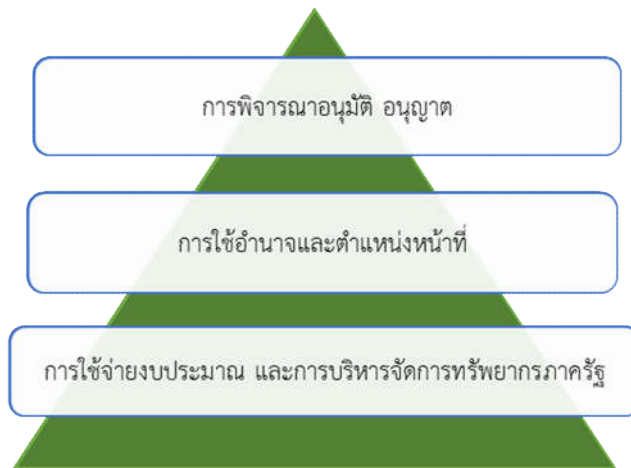 การพิจารณาอนุมัติ อนุญาต
การใช้อำนาจและตำแหน่งหน้าที่
การใช้จ่ายงบประมาณ และการบริหารจัดการทรัพยากรภาครัฐ